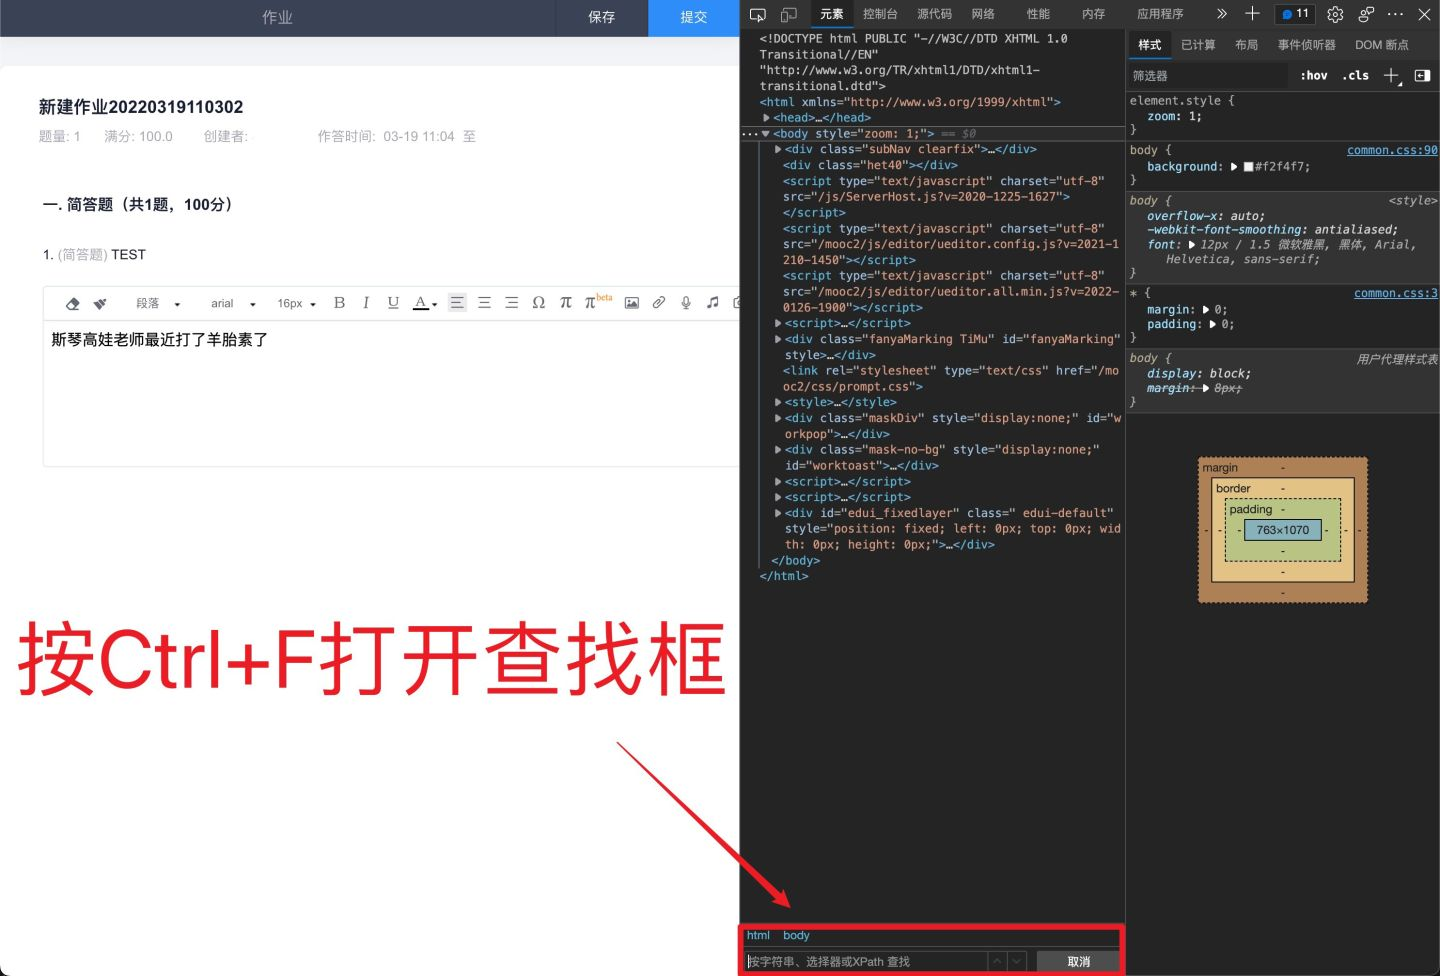 作业
保存
提交
新建作业20220319110302
题量: 1 满分: 100.0 创建者: 作答时间: 03-19 11:04 至
一. 简答题（共1题，100分）
1. (简答题) TEST
段落 arial 16px B I U A Ω π π beta
斯琴高娃老师最近打了羊胎素了
按Ctrl+F打开查找框
元素 控制台 源代码 网络 性能 内存 应用程序 11
<!DOCTYPE html PUBLIC "-//W3C//DTD XHTML 1.0
Transitional//EN"
"http://www.w3.org/TR/xhtml1/DTD/xhtml1-
transitional.dtd">
<html xmlns="http://www.w3.org/1999/xhtml">
<head>…</head>
<body style="zoom: 1;"> == $0
<div class="subNav clearfix">…</div>
<div class="het40"></div>
<script type="text/javascript" charset="utf-8"
src="/js/ServerHost.js?v=2020-1225-1627">
</script>
<script type="text/javascript" charset="utf-8"
src="/mooc2/js/editor/ueditor.config.js?v=2021-1
210-1450"></script>
<script type="text/javascript" charset="utf-8"
src="/mooc2/js/editor/ueditor.all.min.js?v=2022-
0126-1900"></script>
<script>…</script>
<div class="fanyaMarking TiMu" id="fanyaMarking"
style>…</div>
<link rel="stylesheet" type="text/css" href="/mo
oc2/css/prompt.css">
<style>…</style>
<div class="maskDiv" style="display:none;" id="w
orkpop">…</div>
<div class="mask-no-bg" style="display:none;"
id="worktoast">…</div>
<script>…</script>
<script>…</script>
<div id="edui_fixedlayer" class=" edui-default"
style="position: fixed; left: 0px; top: 0px; wid
th: 0px; height: 0px;">…</div>
</body>
</html>
html body
按字符串、选择器或XPath 查找
取消
样式 已计算 布局 事件侦听器 DOM 断点
筛选器 :hov .cls
element.style {
zoom: 1;
}
body { common.css:90
background: #f2f4f7;
}
body { <style>
overflow-x: auto;
-webkit-font-smoothing: antialiased;
font: 12px / 1.5 微软雅黑, 黑体, Arial,
Helvetica, sans-serif;
}
* { common.css:3
margin: 0;
padding: 0;
}
body { 用户代理样式表
display: block;
margin: 8px;
}
margin -
border -
padding -
- - - 763×1070 - - -
-
-
-